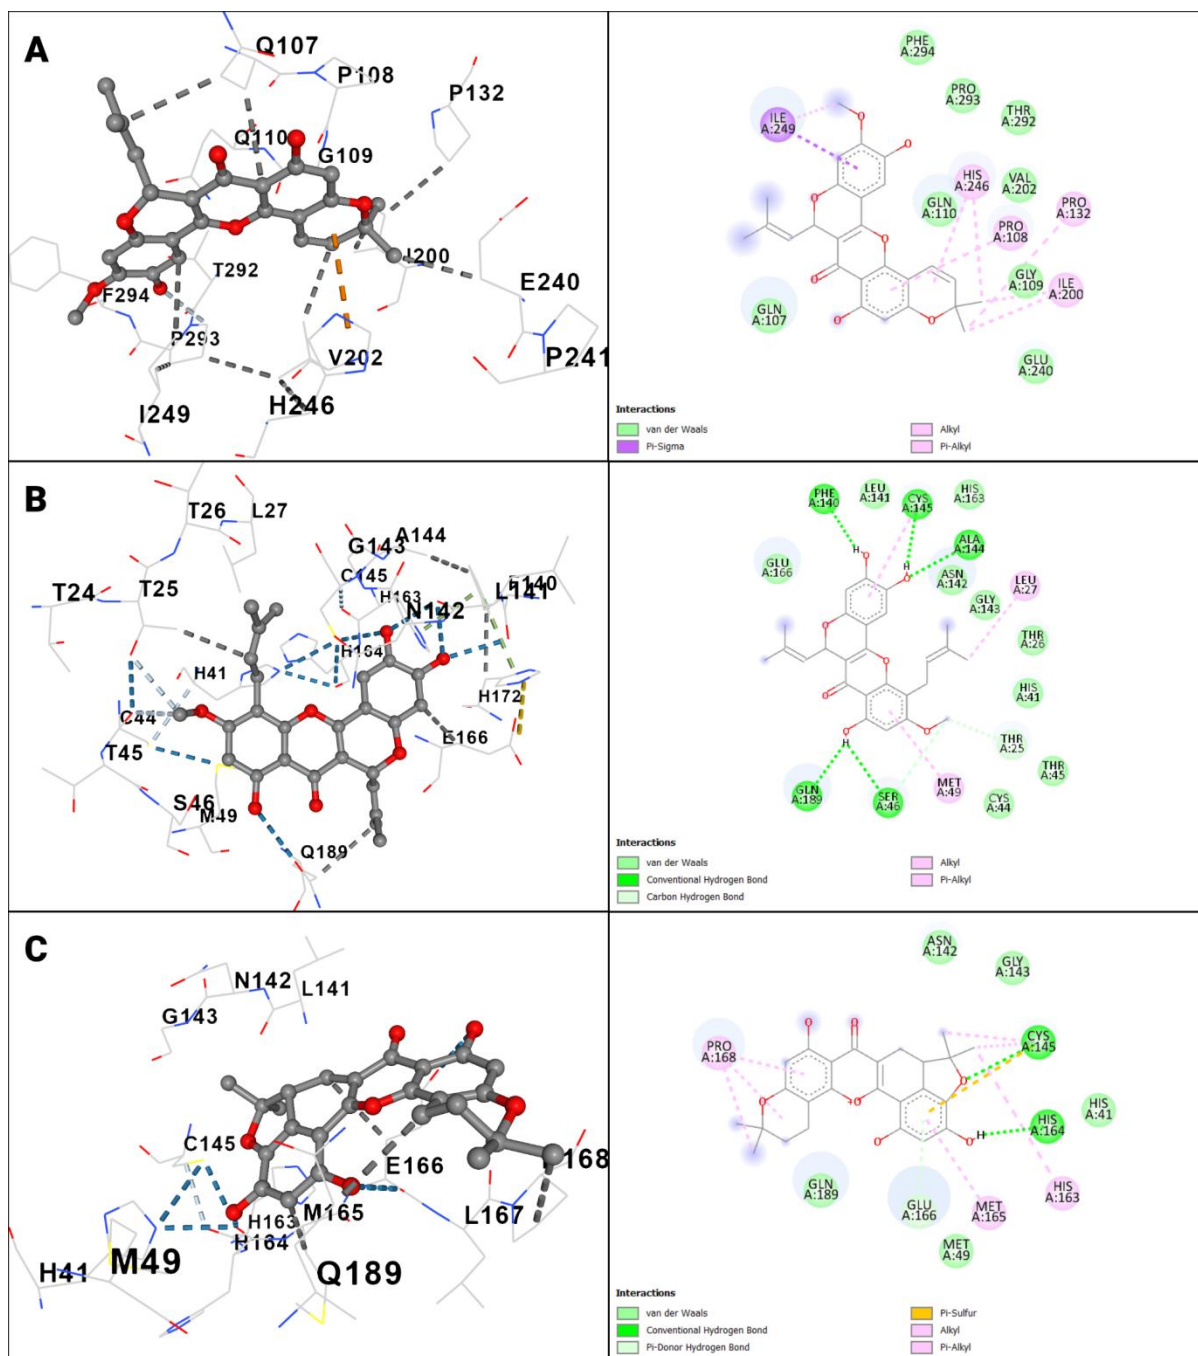 A
Q107
P108
P132
Q110
G109
T292
I200
F294
E240
P293
V202
P241
I249
H246
PHE
A:294
PRO
A:293
THR
A:292
ILE
A:249
HIS
A:246
VAL
A:202
GLN
A:110
PRO
A:132
PRO
A:108
GLY
A:109
ILE
A:200
GLN
A:107
GLU
A:240
Interactions
van der Waals
Pi-Sigma
Alkyl
Pi-Alkyl
B
T26
L27
A144
G143
C145
F140
T24
T25
H163
L141
N142
H164
H41
H172
C44
E166
T45
S46
M49
Q189
PHE
A:140
LEU
A:141
CYS
A:145
HIS
A:163
ALA
A:144
GLU
A:166
ASN
A:142
LEU
A:27
GLY
A:143
THR
A:26
HIS
A:41
THR
A:25
THR
A:45
GLN
A:189
SER
A:46
MET
A:49
CYS
A:44
Interactions
van der Waals
Conventional Hydrogen Bond
Carbon Hydrogen Bond
Alkyl
Pi-Alkyl
C
N142
L141
G143
C145
E166
168
M165
L167
H163
H164
H41
M49
Q189
ASN
A:142
GLY
A:143
PRO
A:168
CYS
A:145
HIS
A:41
HIS
A:164
GLN
A:189
GLU
A:166
MET
A:165
HIS
A:163
MET
A:49
Interactions
van der Waals
Conventional Hydrogen Bond
Pi-Donor Hydrogen Bond
Pi-Sulfur
Alkyl
Pi-Alkyl